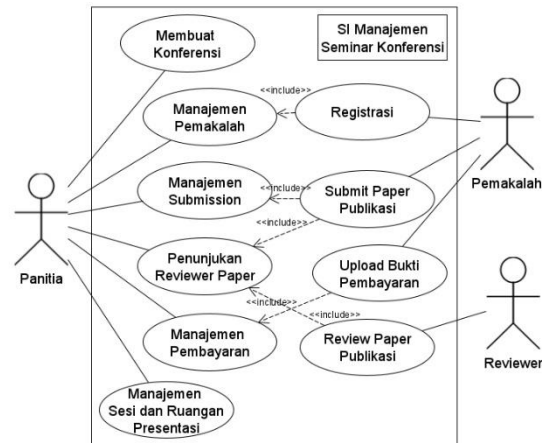 Membuat
Konferensi
SI Manajemen
Seminar Konferensi
<<include>>
Manajemen
Pemakalah
Registrasi
Manajemen
Submission
<<include>>
Submit Paper
Publikasi
Pemakalah
<<include>>
Panitia
Penunjukan
Reviewer Paper
Upload Bukti
Pembayaran
<<include>>
<<include>>
Manajemen
Pembayaran
Review Paper
Publikasi
Reviewer
Manajemen
Sesi dan Ruangan
Presentasi